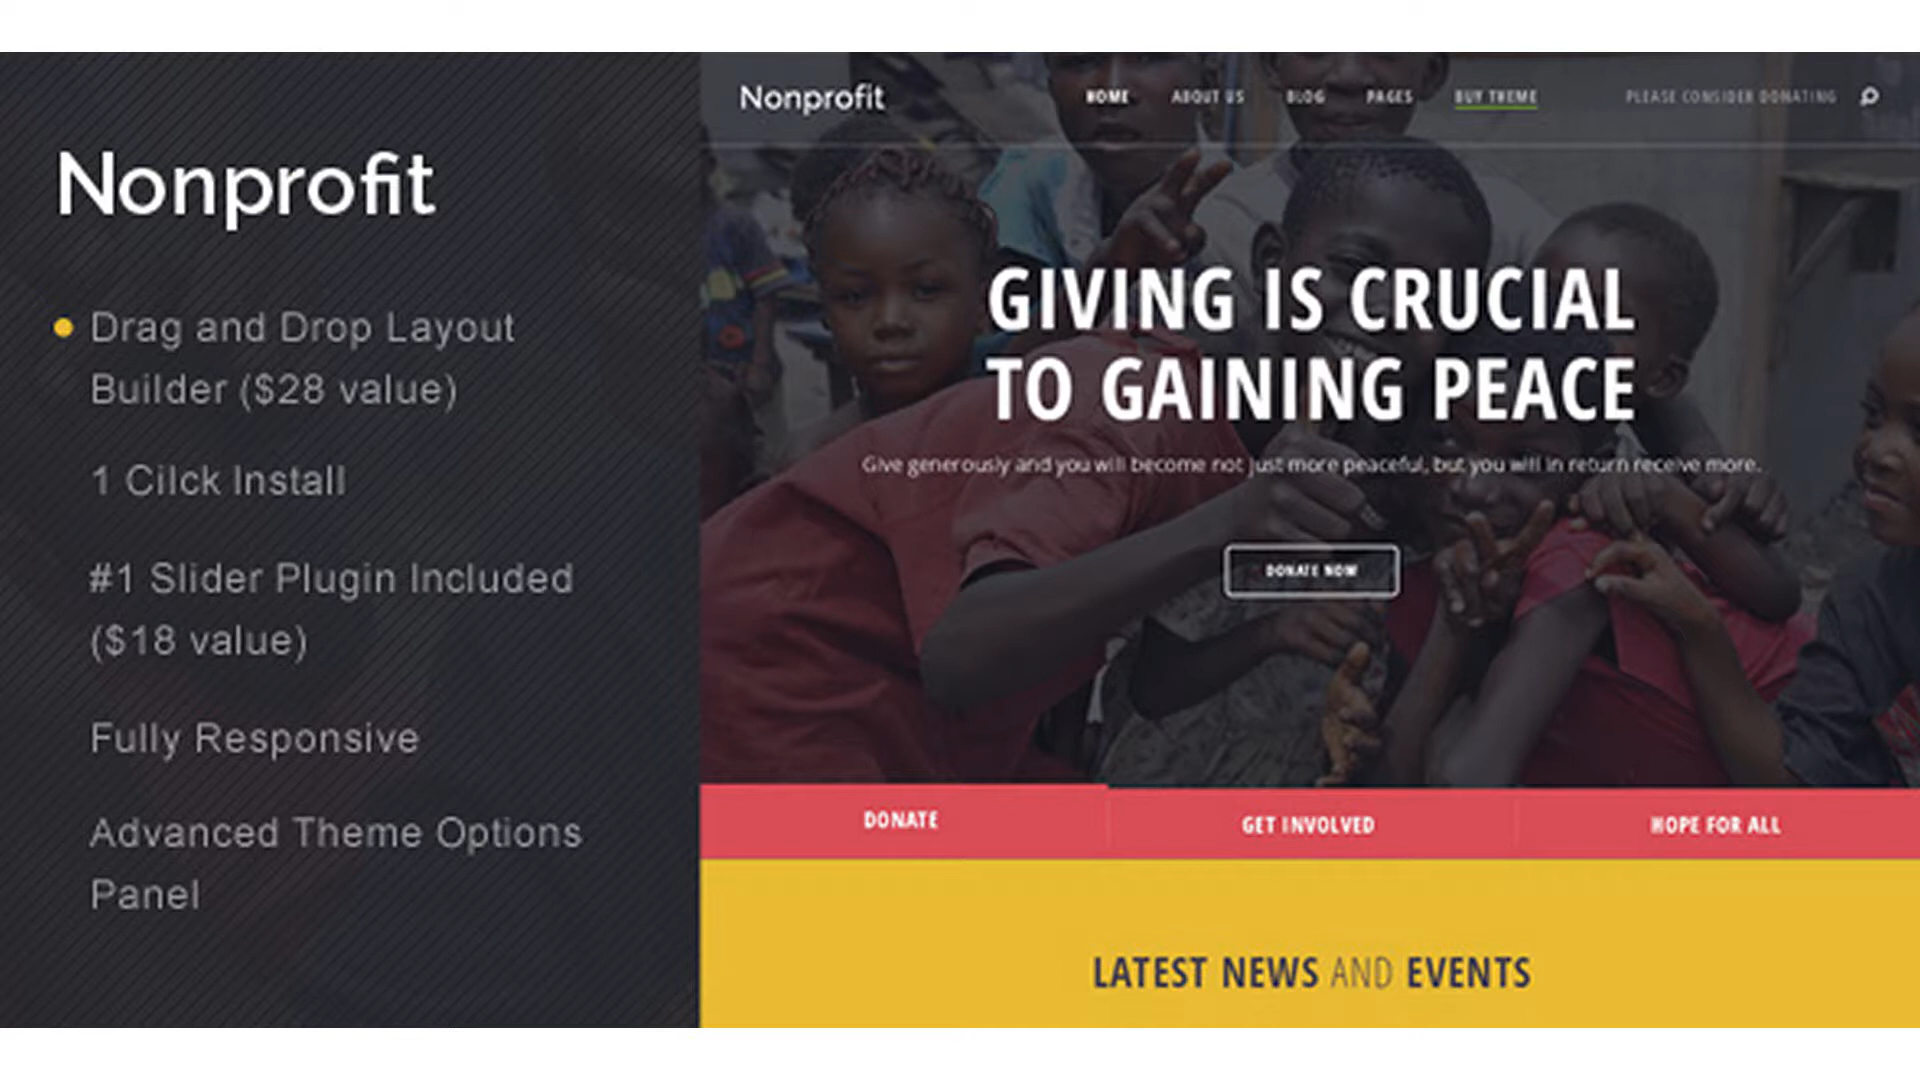 Nonprofit
Drag and Drop Layout
Builder ($28 value)
1 Cilck Install
#1 Slider Plugin Included
($18 value)
Fully Responsive
Advanced Theme Options
Panel
Nonprofit
HOME ABOUT US BLOG PAGES BUY THEME PLEASE CONSIDER DONATING
GIVING IS CRUCIAL
TO GAINING PEACE
Give generously and you will become not just more peaceful, but you will in return receive more.
DONATE NOW
DONATE GET INVOLVED HOPE FOR ALL
LATEST NEWS AND EVENTS